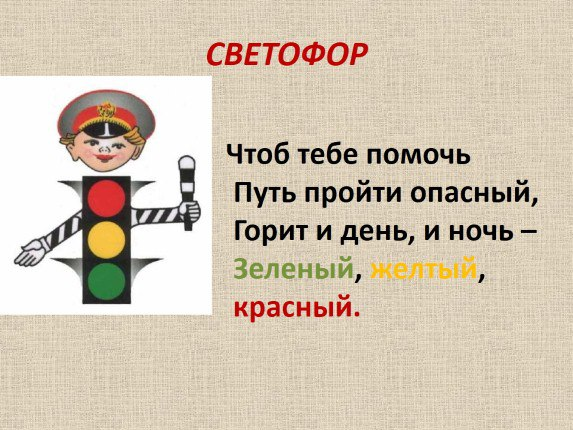 СВЕТОФОР
Чтоб тебе помочь
Путь пройти опасный,
Горит и день, и ночь –
Зеленый, желтый,
красный.